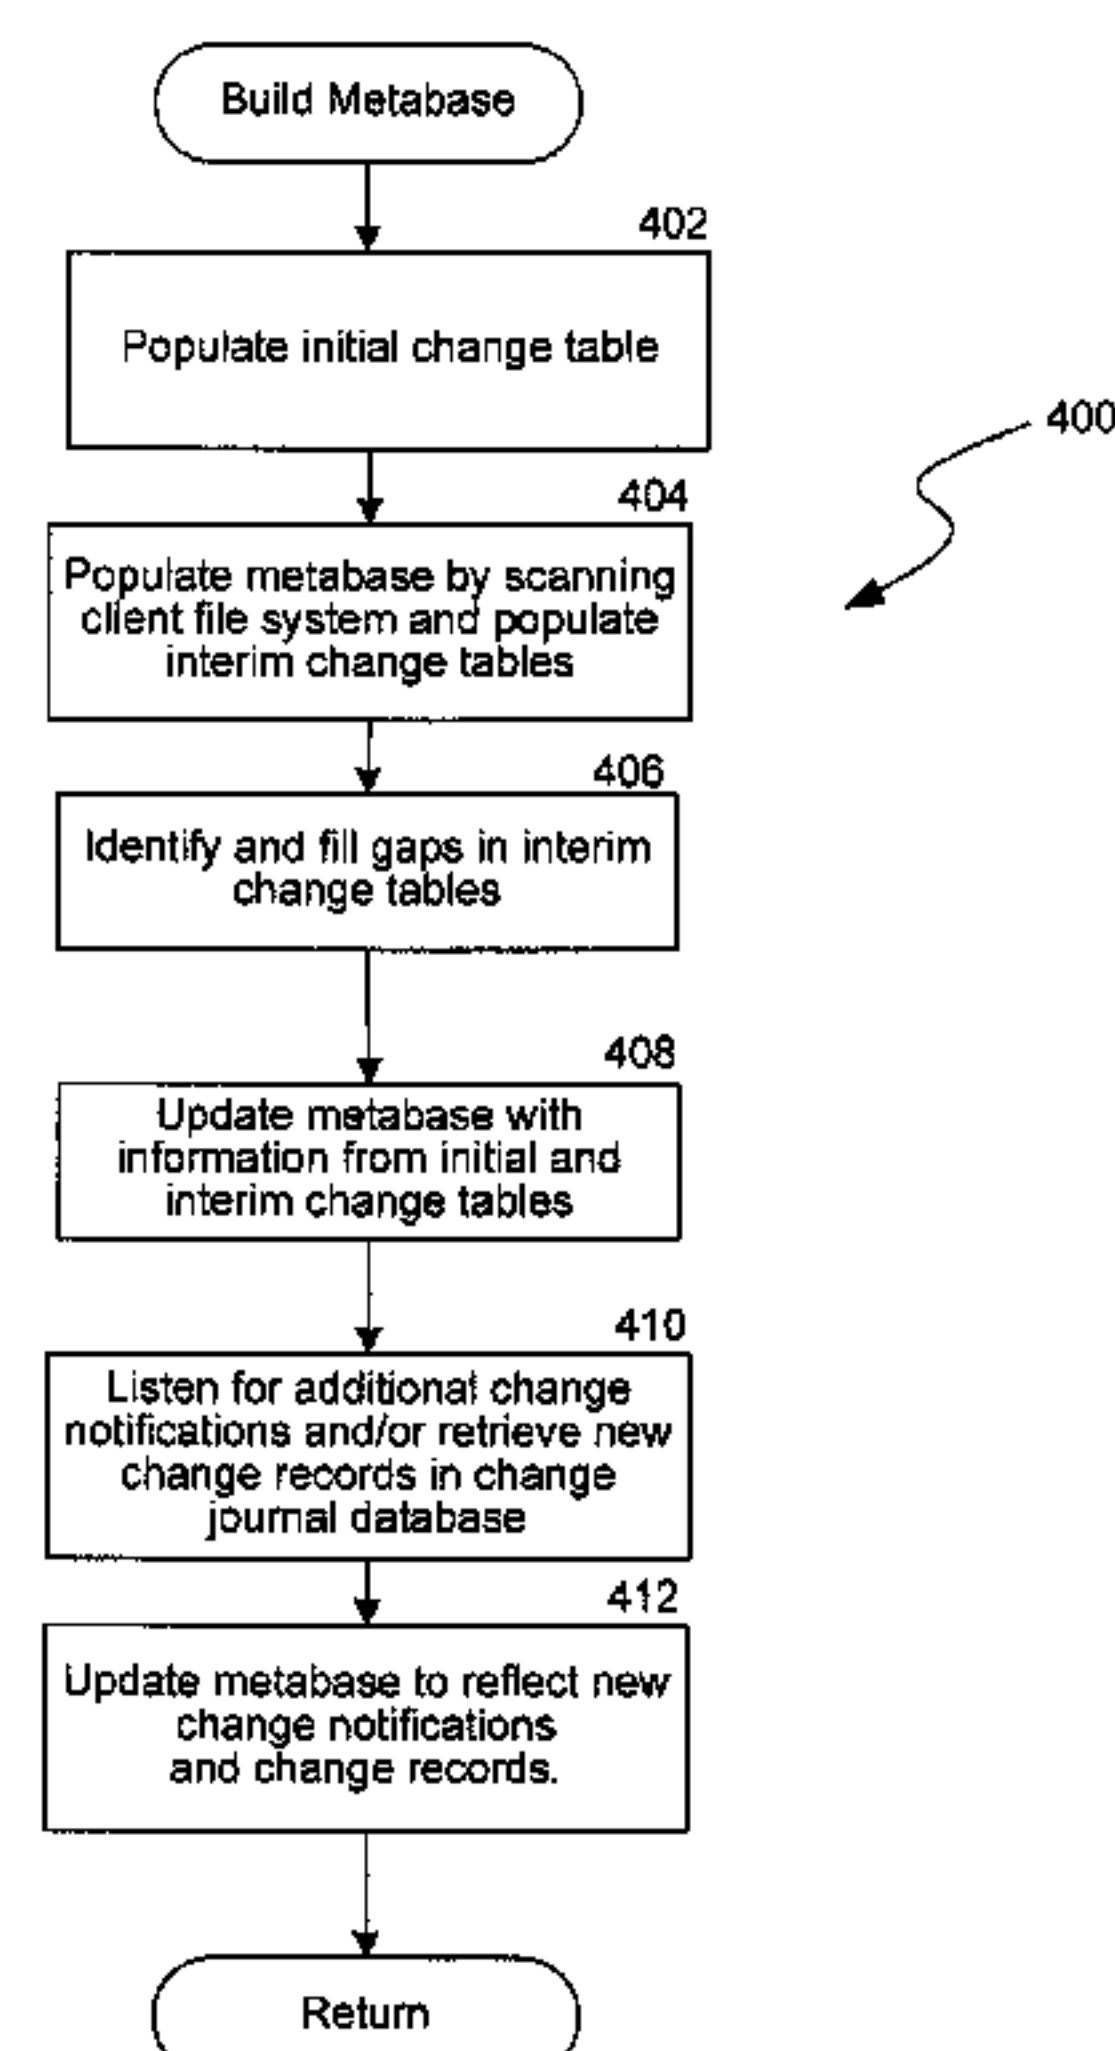 Build Metabase
402
Populate initial change table
400
404
Populate metabase by scanning
client file system and populate
interim change tables
406
Identify and fill gaps in interim
change tables
408
Update metabase with
information from initial and
interim change tables
410
Listen for additional change
notifications and/or retrieve new
change records in change
journal database
412
Update metabase to reflect new
change notifications
and change records.
Return